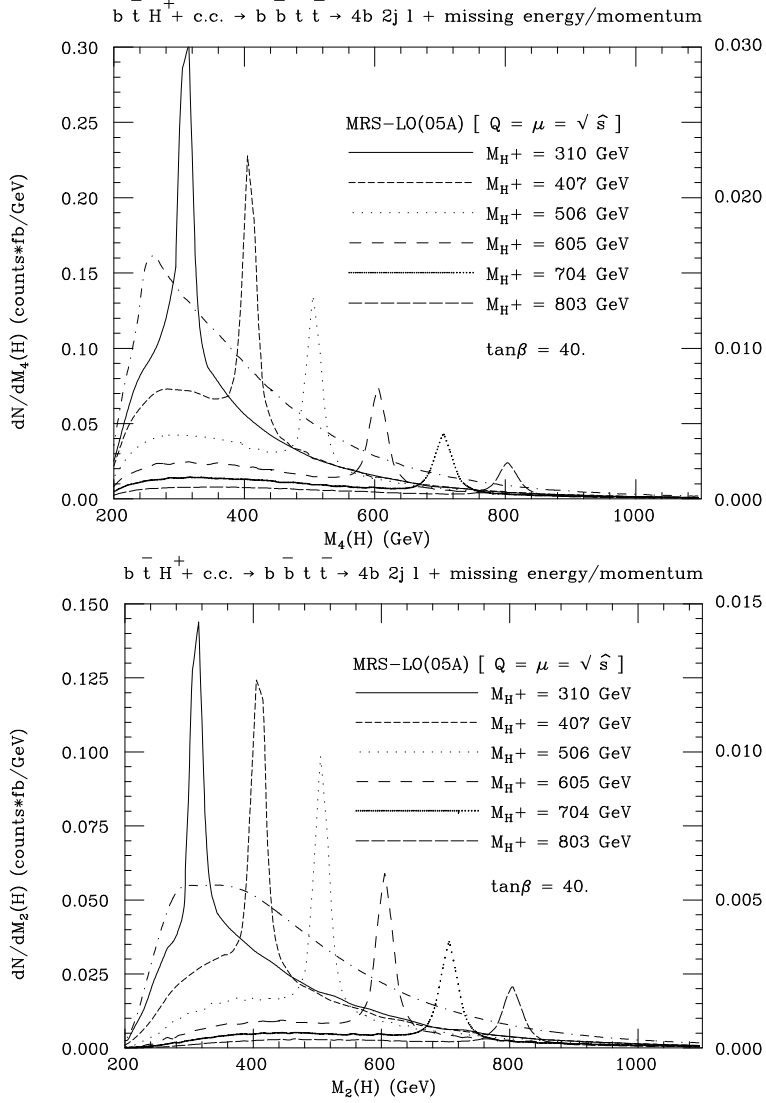 b t̄ H⁺+ c.c. → b b̄ t t̄ → 4b 2j l + missing energy/momentum
0.30
0.030
MRS−LO(05A) [ Q = μ = √ ŝ ]
0.25
M_H+ = 310 GeV
M_H+ = 407 GeV
0.20
0.020
M_H+ = 506 GeV
M_H+ = 605 GeV
0.15
M_H+ = 704 GeV
M_H+ = 803 GeV
0.10
0.010
tanβ = 40.
0.05
0.00
0.000
dN/dM₄(H) (counts*fb/GeV)
200 400 600 800 1000
M₄(H) (GeV)
b t̄ H⁺+ c.c. → b b̄ t t̄ → 4b 2j l + missing energy/momentum
0.150
0.015
MRS−LO(05A) [ Q = μ = √ ŝ ]
0.125
M_H+ = 310 GeV
M_H+ = 407 GeV
0.100
0.010
M_H+ = 506 GeV
M_H+ = 605 GeV
0.075
M_H+ = 704 GeV
M_H+ = 803 GeV
0.050
0.005
tanβ = 40.
0.025
0.000
0.000
dN/dM₂(H) (counts*fb/GeV)
200 400 600 800 1000
M₂(H) (GeV)